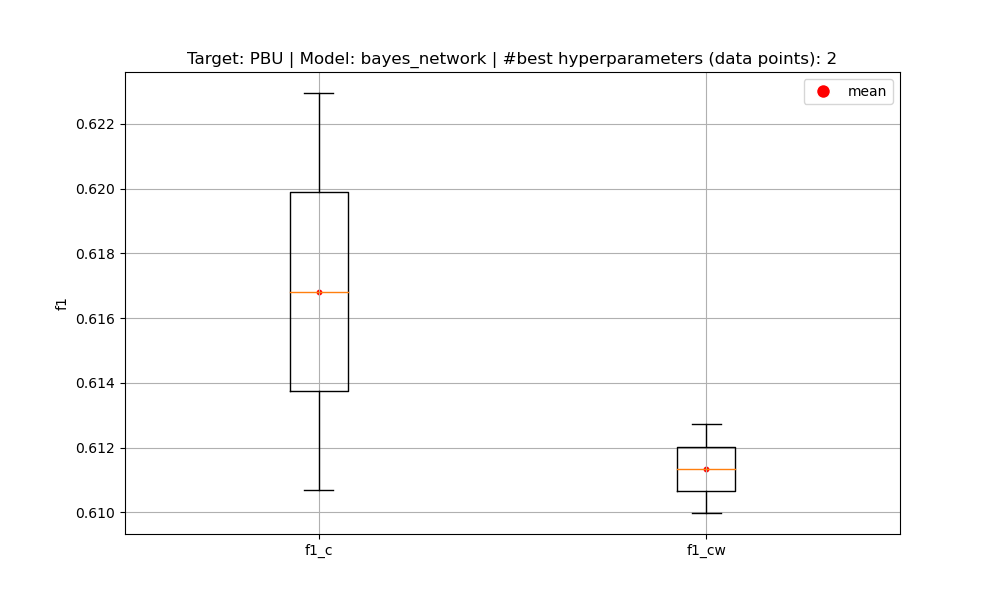 Target: PBU | Model: bayes_network | #best hyperparameters (data points): 2
mean
0.622
0.620
0.618
0.616
0.614
0.612
0.610
f1
f1_c
f1_cw